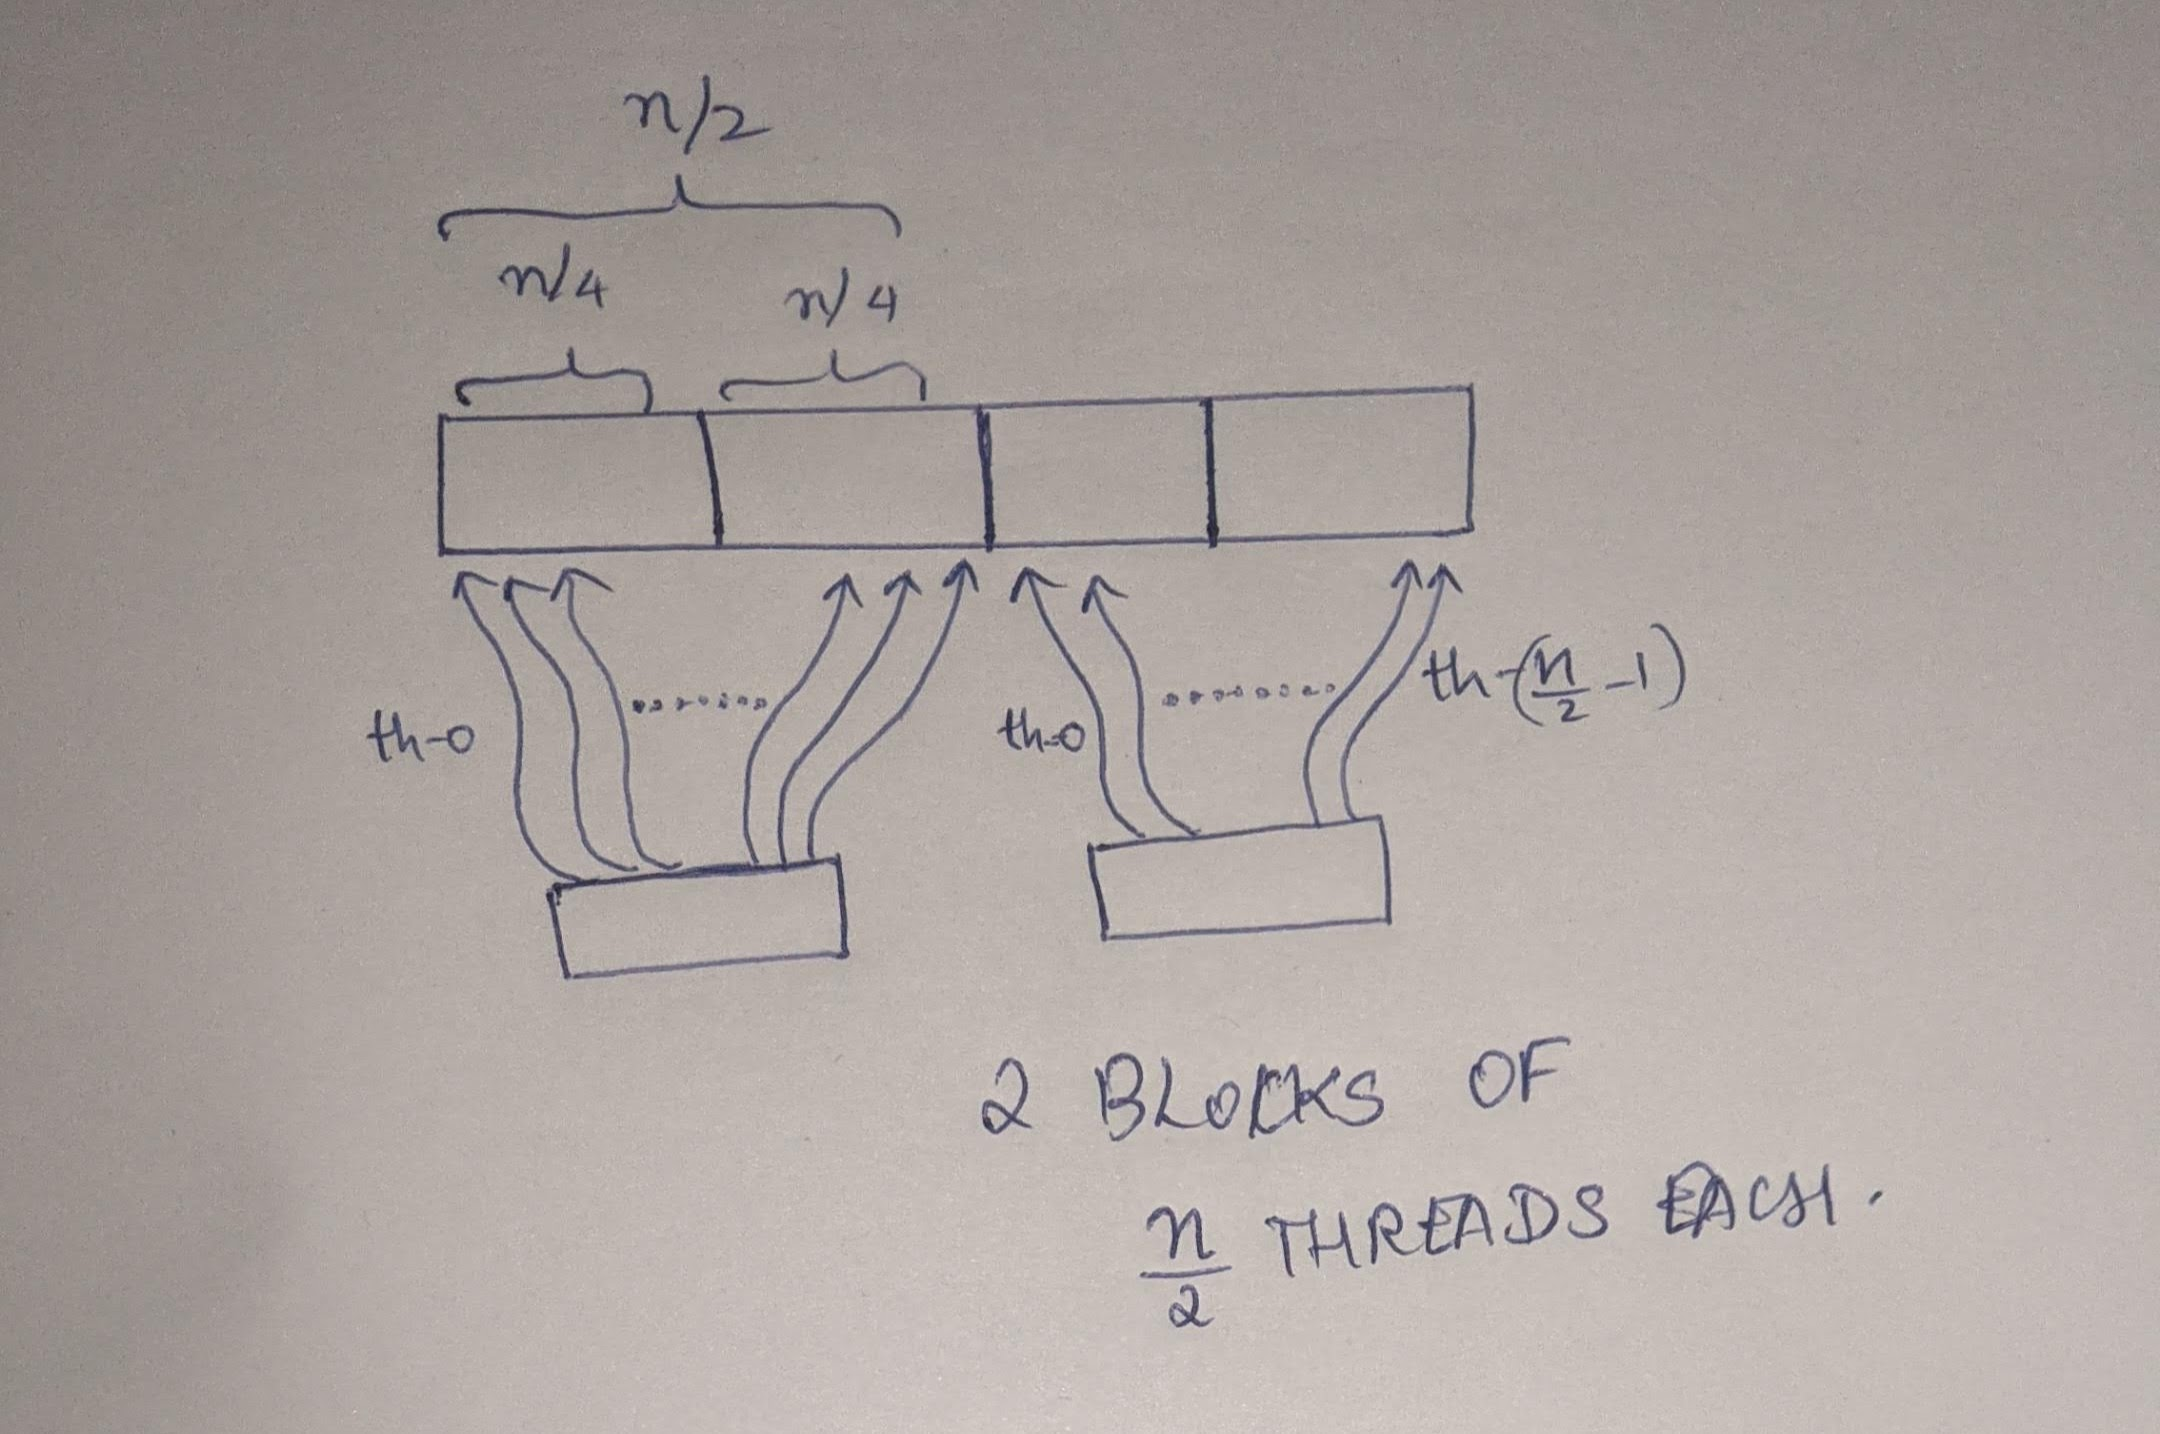 n/2
n/4 n/4
th-0 th-0 th-(n/2 -1)
2 BLOCKS OF
n/2 THREADS EACH.